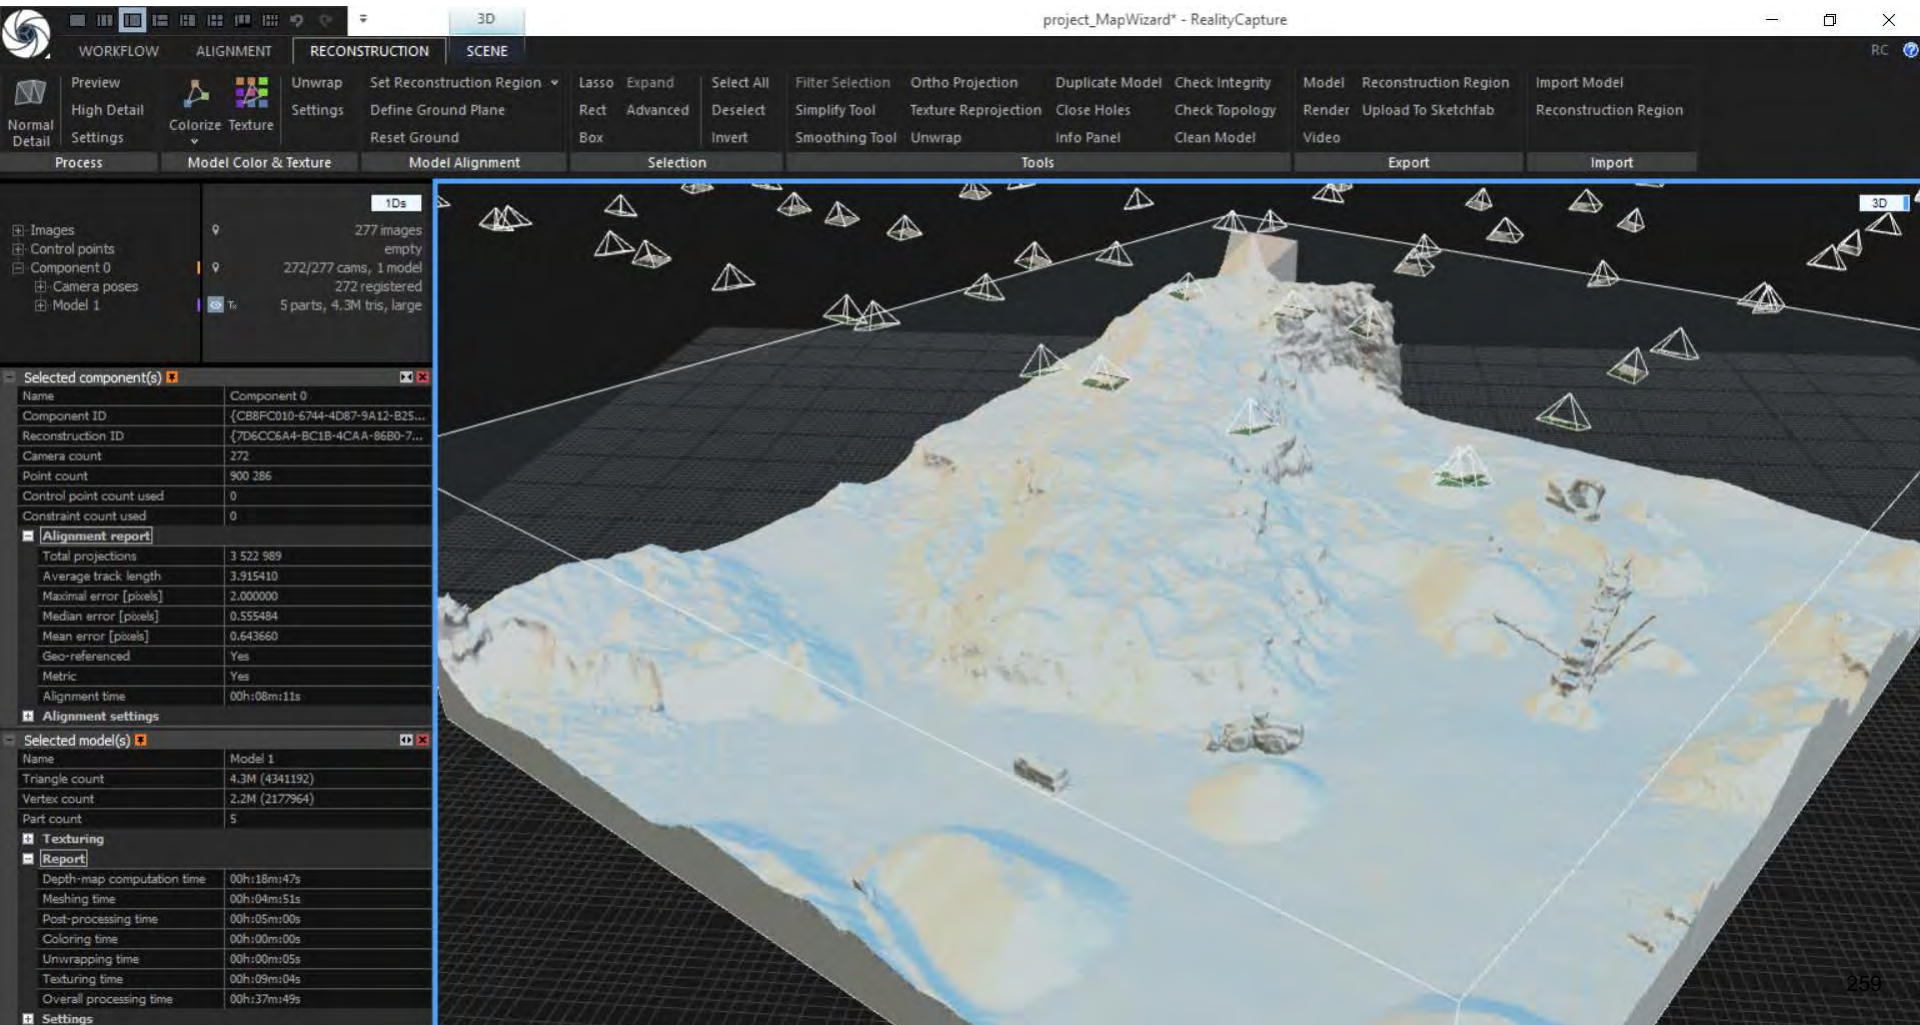 3D
project_MapWizard* - RealityCapture
WORKFLOW ALIGNMENT RECONSTRUCTION SCENE RC
Preview Unwrap Set Reconstruction Region Lasso Expand Select All Filter Selection Ortho Projection Duplicate Model Check Integrity Model Reconstruction Region Import Model
High Detail Settings Define Ground Plane Rect Advanced Deselect Simplify Tool Texture Reprojection Close Holes Check Topology Render Upload To Sketchfab Reconstruction Region
Normal Detail Settings Colorize Texture Reset Ground Box Invert Smoothing Tool Unwrap Info Panel Clean Model Video
Process Model Color & Texture Model Alignment Selection Tools Export Import
1Ds
3D
Images 277 images
Control points empty
Component 0 272/277 cams, 1 model
Camera poses 272 registered
Model 1 Tx 5 parts, 4.3M tris, large
Selected component(s)
Name Component 0
Component ID {CB8FC010-6744-4D87-9A12-B25...
Reconstruction ID {7D6CC6A4-BC1B-4CAA-86B0-7...
Camera count 272
Point count 900 286
Control point count used 0
Constraint count used 0
Alignment report
Total projections 3 522 989
Average track length 3.915410
Maximal error [pixels] 2.000000
Median error [pixels] 0.555484
Mean error [pixels] 0.643660
Geo-referenced Yes
Metric Yes
Alignment time 00h:08m:11s
Alignment settings
Selected model(s)
Name Model 1
Triangle count 4.3M (4341192)
Vertex count 2.2M (2177964)
Part count 5
Texturing
Report
Depth-map computation time 00h:18m:47s
Meshing time 00h:04m:51s
Post-processing time 00h:05m:00s
Coloring time 00h:00m:00s
Unwrapping time 00h:00m:05s
Texturing time 00h:09m:04s
Overall processing time 00h:37m:49s
Settings
259